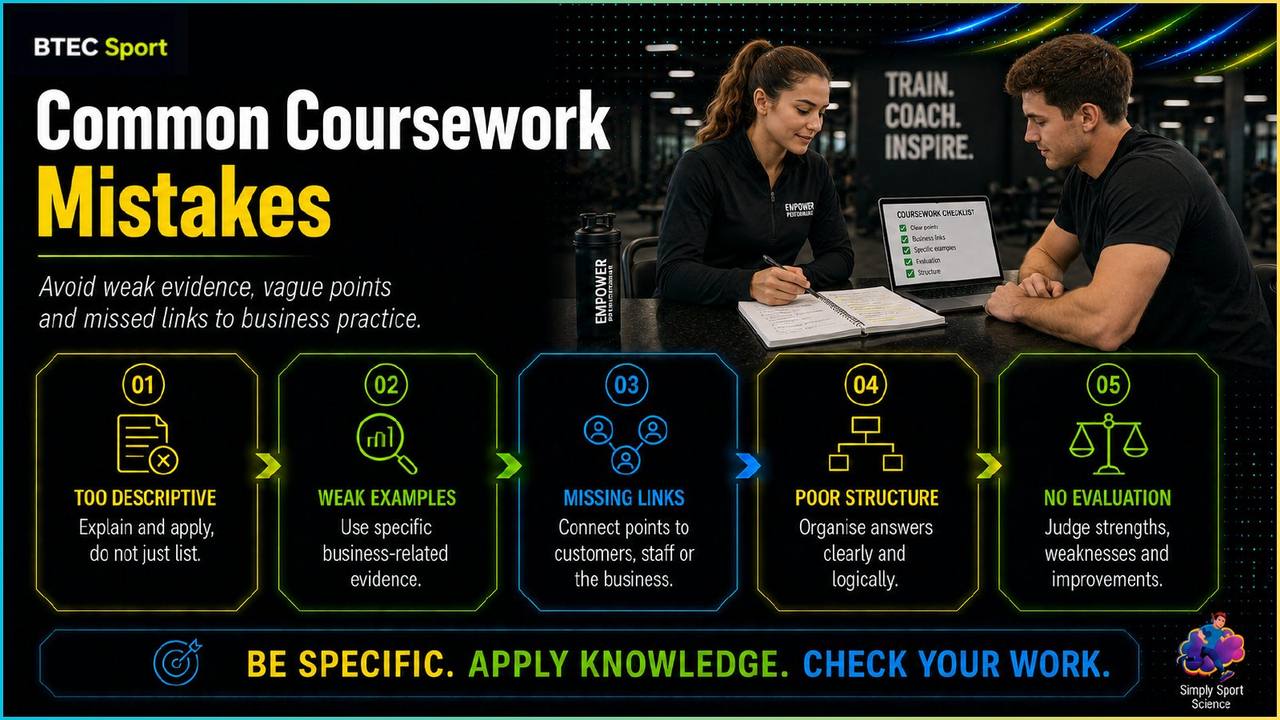 BTEC Sport
Common Coursework
Mistakes
Avoid weak evidence, vague points
and missed links to business practice.
TRAIN.
COACH.
INSPIRE.
EMPOWER
PERFORMANCE
EMPOWER
COURSEWORK CHECKLIST
Clear points
Business links
Specific examples
Evaluation
Structure
01
TOO DESCRIPTIVE
Explain and apply,
do not just list.
02
WEAK EXAMPLES
Use specific
business-related
evidence.
03
MISSING LINKS
Connect points to
customers, staff or
the business.
04
POOR STRUCTURE
Organise answers
clearly and
logically.
05
NO EVALUATION
Judge strengths,
weaknesses and
improvements.
BE SPECIFIC. APPLY KNOWLEDGE. CHECK YOUR WORK.
Simply Sport
Science